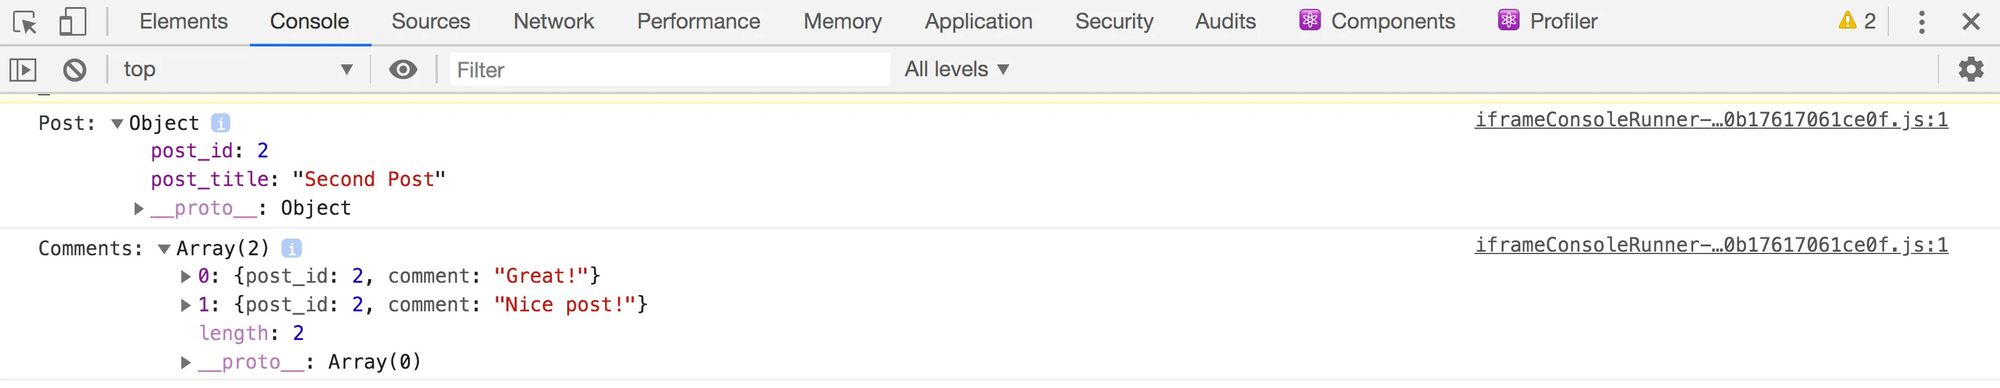 Elements Console Sources Network Performance Memory Application Security Audits Components Profiler 2
top Filter All levels
Post: Object i iframeConsoleRunner-…0b17617061ce0f.js:1
post_id: 2
post_title: "Second Post"
__proto__: Object
Comments: Array(2) i iframeConsoleRunner-…0b17617061ce0f.js:1
0: {post_id: 2, comment: "Great!"}
1: {post_id: 2, comment: "Nice post!"}
length: 2
__proto__: Array(0)